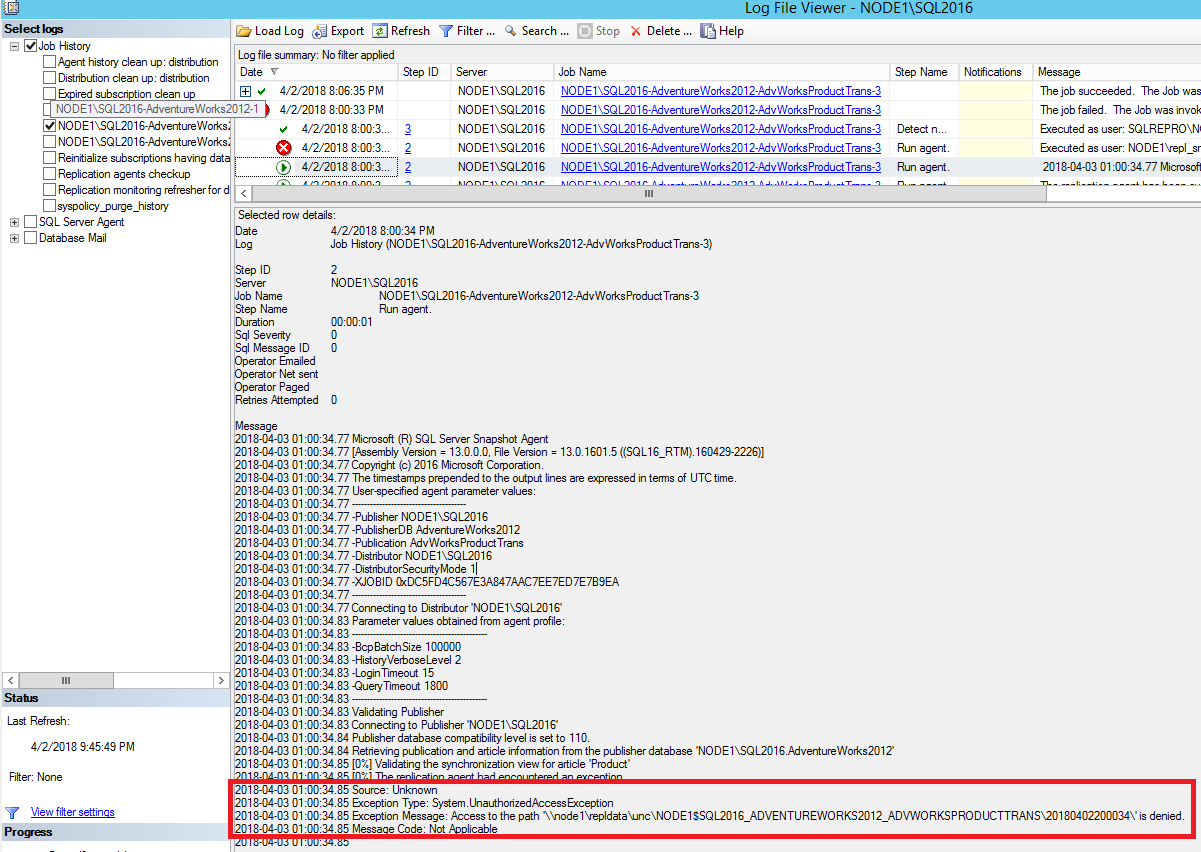 Log File Viewer - NODE1\SQL2016
Select logs
Job History
Agent history clean up: distribution
Distribution clean up: distribution
Expired subscription clean up
NODE1\SQL2016-AdventureWorks2012-1
NODE1\SQL2016-AdventureWorks
NODE1\SQL2016-AdventureWorks2
Reinitialize subscriptions having data
Replication agents checkup
Replication monitoring refresher for d
syspolicy_purge_history
SQL Server Agent
Database Mail
Status
Last Refresh:
4/2/2018 9:45:49 PM
Filter: None
View filter settings
Progress
Load Log Export Refresh Filter ... Search ... Stop Delete ... Help
Log file summary: No filter applied
Date Step ID Server Job Name Step Name Notifications Message
4/2/2018 8:06:35 PM NODE1\SQL2016 NODE1\SQL2016-AdventureWorks2012-AdvWorksProductTrans-3 The job succeeded. The Job was
4/2/2018 8:00:33 PM NODE1\SQL2016 NODE1\SQL2016-AdventureWorks2012-AdvWorksProductTrans-3 The job failed. The Job was invok
4/2/2018 8:00:3... 3 NODE1\SQL2016 NODE1\SQL2016-AdventureWorks2012-AdvWorksProductTrans-3 Detect n... Executed as user: SQLREPRO\NO
4/2/2018 8:00:3... 2 NODE1\SQL2016 NODE1\SQL2016-AdventureWorks2012-AdvWorksProductTrans-3 Run agent. Executed as user: NODE1\repl_sn
4/2/2018 8:00:3... 2 NODE1\SQL2016 NODE1\SQL2016-AdventureWorks2012-AdvWorksProductTrans-3 Run agent. 2018-04-03 01:00:34.77 Microsof
Selected row details:
Date 4/2/2018 8:00:34 PM
Log Job History (NODE1\SQL2016-AdventureWorks2012-AdvWorksProductTrans-3)
Step ID 2
Server NODE1\SQL2016
Job Name NODE1\SQL2016-AdventureWorks2012-AdvWorksProductTrans-3
Step Name Run agent.
Duration 00:00:01
Sql Severity 0
Sql Message ID 0
Operator Emailed
Operator Net sent
Operator Paged
Retries Attempted 0
Message
2018-04-03 01:00:34.77 Microsoft (R) SQL Server Snapshot Agent
2018-04-03 01:00:34.77 [Assembly Version = 13.0.0.0, File Version = 13.0.1601.5 ((SQL16_RTM).160429-2226)]
2018-04-03 01:00:34.77 Copyright (c) 2016 Microsoft Corporation.
2018-04-03 01:00:34.77 The timestamps prepended to the output lines are expressed in terms of UTC time.
2018-04-03 01:00:34.77 User-specified agent parameter values:
2018-04-03 01:00:34.77 --------------------------------------
2018-04-03 01:00:34.77 -Publisher NODE1\SQL2016
2018-04-03 01:00:34.77 -PublisherDB AdventureWorks2012
2018-04-03 01:00:34.77 -Publication AdvWorksProductTrans
2018-04-03 01:00:34.77 -Distributor NODE1\SQL2016
2018-04-03 01:00:34.77 -DistributorSecurityMode 1
2018-04-03 01:00:34.77 -XJOBID 0xDC5FD4C567E3A847AAC7EE7ED7E7B9EA
2018-04-03 01:00:34.77 --------------------------------------
2018-04-03 01:00:34.77 Connecting to Distributor 'NODE1\SQL2016'
2018-04-03 01:00:34.83 Parameter values obtained from agent profile:
2018-04-03 01:00:34.83 ---------------------------------------------
2018-04-03 01:00:34.83 -BcpBatchSize 100000
2018-04-03 01:00:34.83 -HistoryVerboseLevel 2
2018-04-03 01:00:34.83 -LoginTimeout 15
2018-04-03 01:00:34.83 -QueryTimeout 1800
2018-04-03 01:00:34.83 ---------------------------------------------
2018-04-03 01:00:34.83 Validating Publisher
2018-04-03 01:00:34.83 Connecting to Publisher 'NODE1\SQL2016'
2018-04-03 01:00:34.84 Publisher database compatibility level is set to 110.
2018-04-03 01:00:34.84 Retrieving publication and article information from the publisher database 'NODE1\SQL2016.AdventureWorks2012'
2018-04-03 01:00:34.85 [0%] Validating the synchronization view for article 'Product'
2018-04-03 01:00:34.85 [0%] The replication agent had encountered an exception.
2018-04-03 01:00:34.85 Source: Unknown
2018-04-03 01:00:34.85 Exception Type: System.UnauthorizedAccessException
2018-04-03 01:00:34.85 Exception Message: Access to the path '\\node1\repldata\unc\NODE1$SQL2016_ADVENTUREWORKS2012_ADVWORKSPRODUCTTRANS\20180402200034\' is denied.
2018-04-03 01:00:34.85 Message Code: Not Applicable
2018-04-03 01:00:34.85